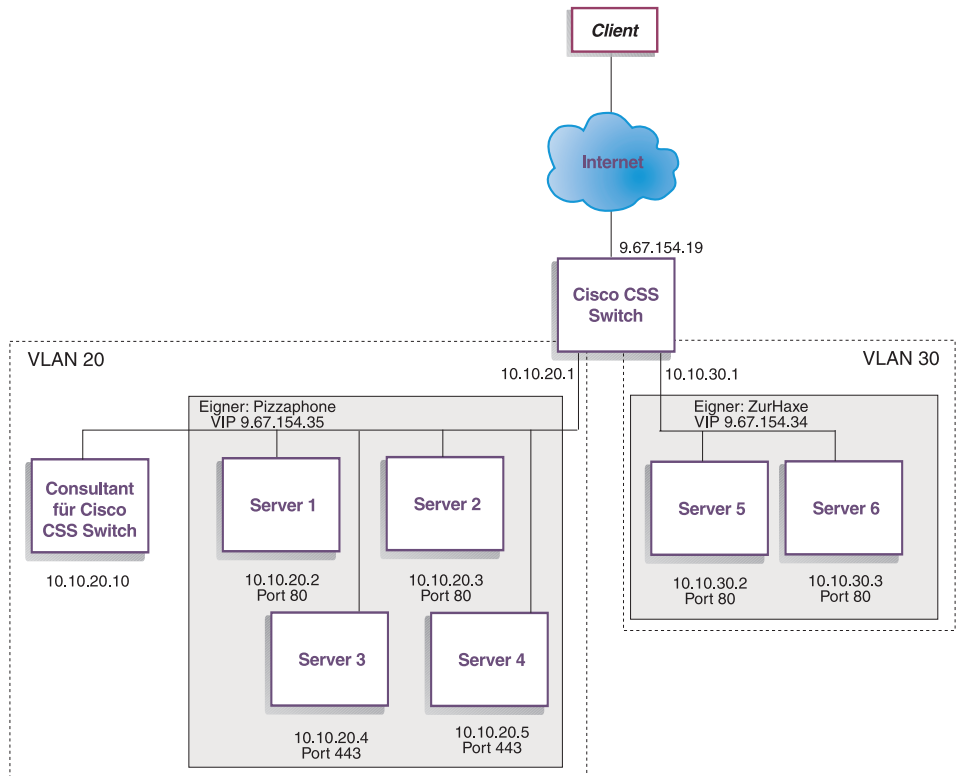 Client
Internet
9.67.154.19
Cisco CSS
Switch
VLAN 20
VLAN 30
10.10.20.1
10.10.30.1
Eigner: Pizzaphone
VIP 9.67.154.35
Eigner: ZurHaxe
VIP 9.67.154.34
Consultant
für Cisco
CSS Switch
10.10.20.10
Server 1
10.10.20.2
Port 80
Server 2
10.10.20.3
Port 80
Server 5
10.10.30.2
Port 80
Server 6
10.10.30.3
Port 80
Server 3
10.10.20.4
Port 443
Server 4
10.10.20.5
Port 443